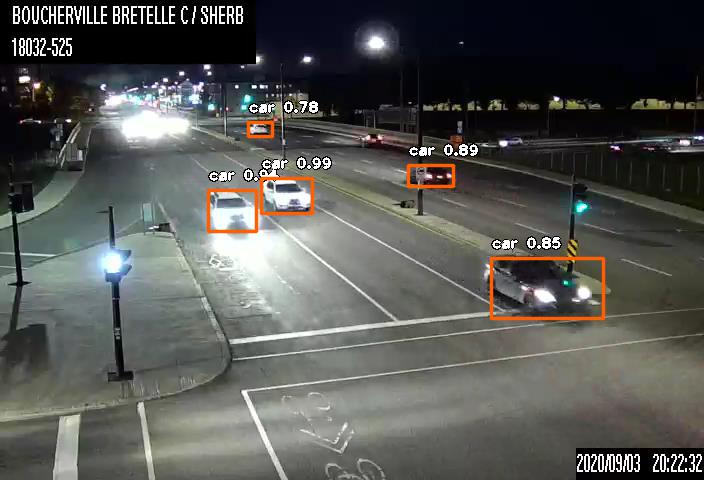 BOUCHERVILLE BRETELLE C / SHERB
18032-525
car 0.78
car 0.89
car 0.99
car 0.85
2020/09/03 20:22:32